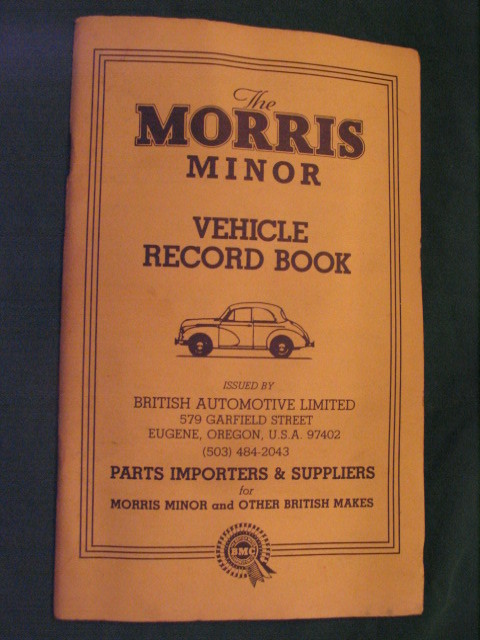 The
MORRIS
MINOR
VEHICLE
RECORD BOOK
ISSUED BY
BRITISH AUTOMOTIVE LIMITED
579 GARFIELD STREET
EUGENE, OREGON, U.S.A. 97402
(503) 484-2043
PARTS IMPORTERS & SUPPLIERS
for
MORRIS MINOR and OTHER BRITISH MAKES
BMC